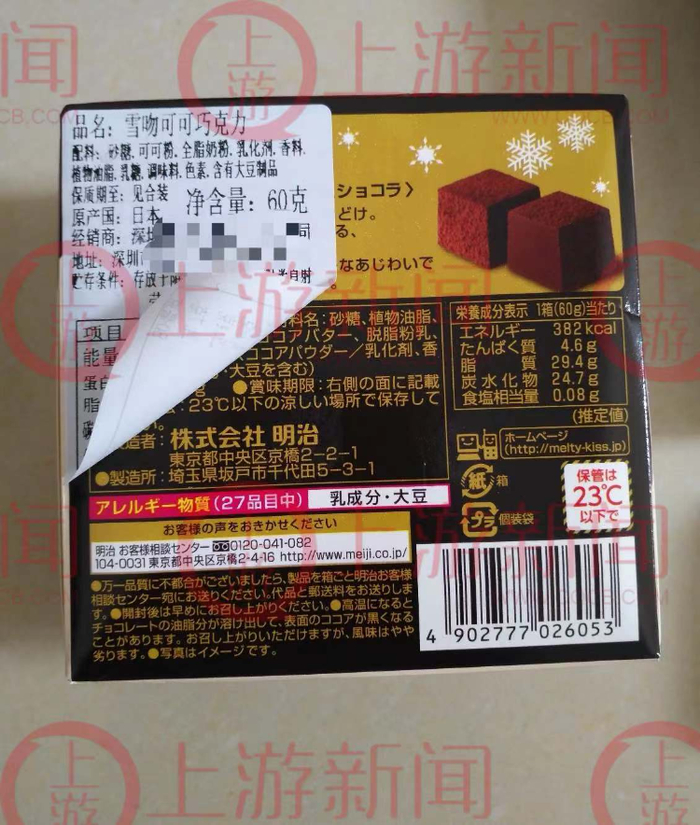 品名：雪吻可可巧克力
配料：砂糖，可可粉，全脂奶粉，乳化剂，香料，
植物油脂，乳糖，调味料，色素，含有大豆制品
保质期至：见合装
净含量：60克
原产国：日本
经销商：深圳
司
地址：深圳市
贮存条件：存放于阴
自射
ショコラ〉
どけ。
る、
なあじわいで
。
项目
能量
蛋白
脂
料名：砂糖、植物油脂、
ココアバター、脱脂粉乳、
（ココアパウダー/乳化剤、香
・大豆を含む）
g ●賞味期限：右側の面に記載
：23℃以下の涼しい場所で保存して
造者：株式会社 明治
東京都中央区京橋2-2-1
●製造所：埼玉県坂戸市千代田5-3-1
栄養成分表示 1箱(60g)当たり
エネルギー 382kcal
たんぱく質 4.6g
脂質 29.4g
炭水化物 24.7g
食塩相当量 0.08g
(推定値)
ホームページ
(http://melty-kiss.jp)
紙 箱
プラ 個装袋
保管は
23℃
以下で
アレルギー物質(27品目中) 乳成分・大豆
お客様の声をおきかせください
明治 お客様相談センター 0120-041-082
104-0031 東京都中央区京橋2-4-16 http://www.meiji.co.jp/
●万一品質に不都合がございましたら、製品を箱ごと明治お客様
相談センター宛にお送りください。代品と郵送料をお送りしま
す。●開封後は早めにお召し上がりください。●高温になると
チョコレートの油脂分が溶け出して、表面のココアが黒くなる
ことがあります。お召し上がりいただけますが、風味はやや
劣ります。●写真はイメージです。
4 902777 026053
上游新闻
上游